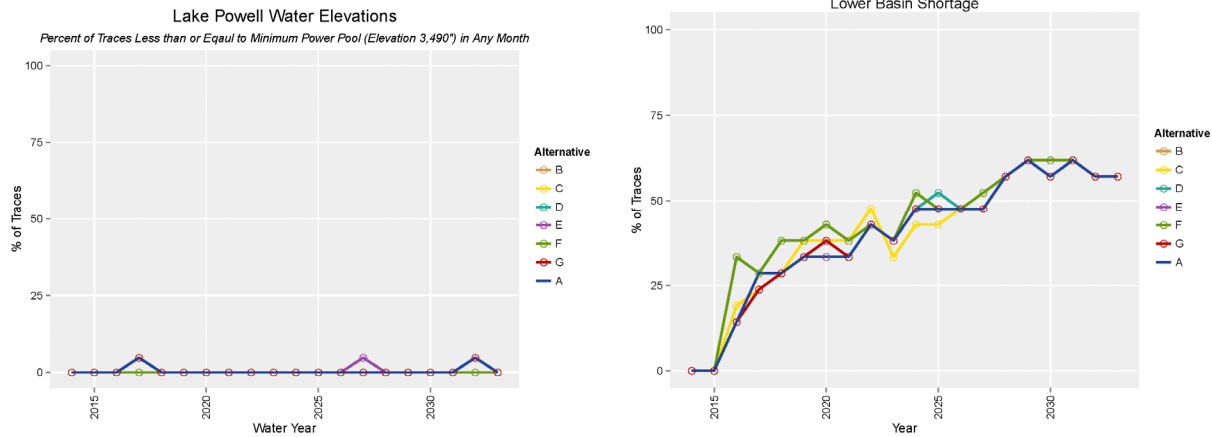 Lake Powell Water Elevations
Percent of Traces Less than or Eqaul to Minimum Power Pool (Elevation 3,490") in Any Month
% of Traces
100
75
50
25
0
2015
2020
2025
2030
Water Year
Alternative
B
C
D
E
F
G
A
Lower Basin Shortage
% of Traces
100
75
50
25
0
2015
2020
2025
2030
Year
Alternative
B
C
D
E
F
G
A